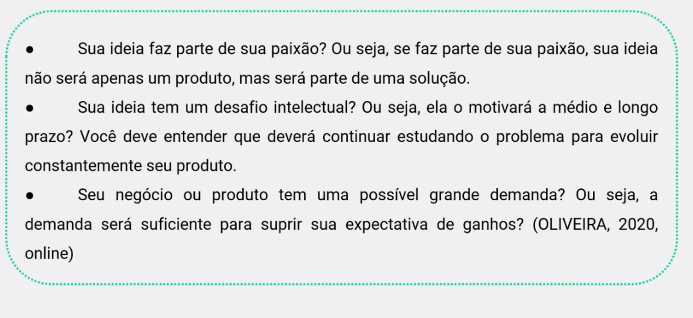 ● Sua ideia faz parte de sua paixão? Ou seja, se faz parte de sua paixão, sua ideia
não será apenas um produto, mas será parte de uma solução.
● Sua ideia tem um desafio intelectual? Ou seja, ela o motivará a médio e longo
prazo? Você deve entender que deverá continuar estudando o problema para evoluir
constantemente seu produto.
● Seu negócio ou produto tem uma possível grande demanda? Ou seja, a
demanda será suficiente para suprir sua expectativa de ganhos? (OLIVEIRA, 2020,
online)